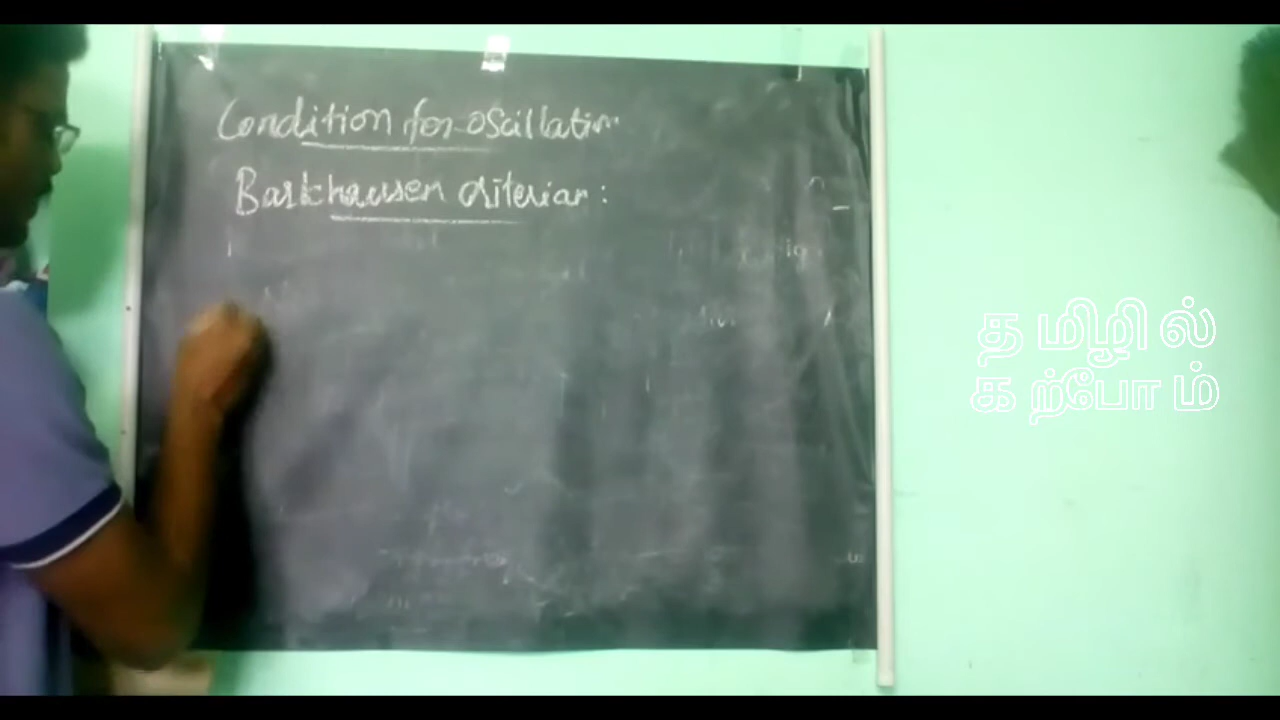 Condition for oscillation
Barkhausen criterian :
தமிழில்
கற்போம்